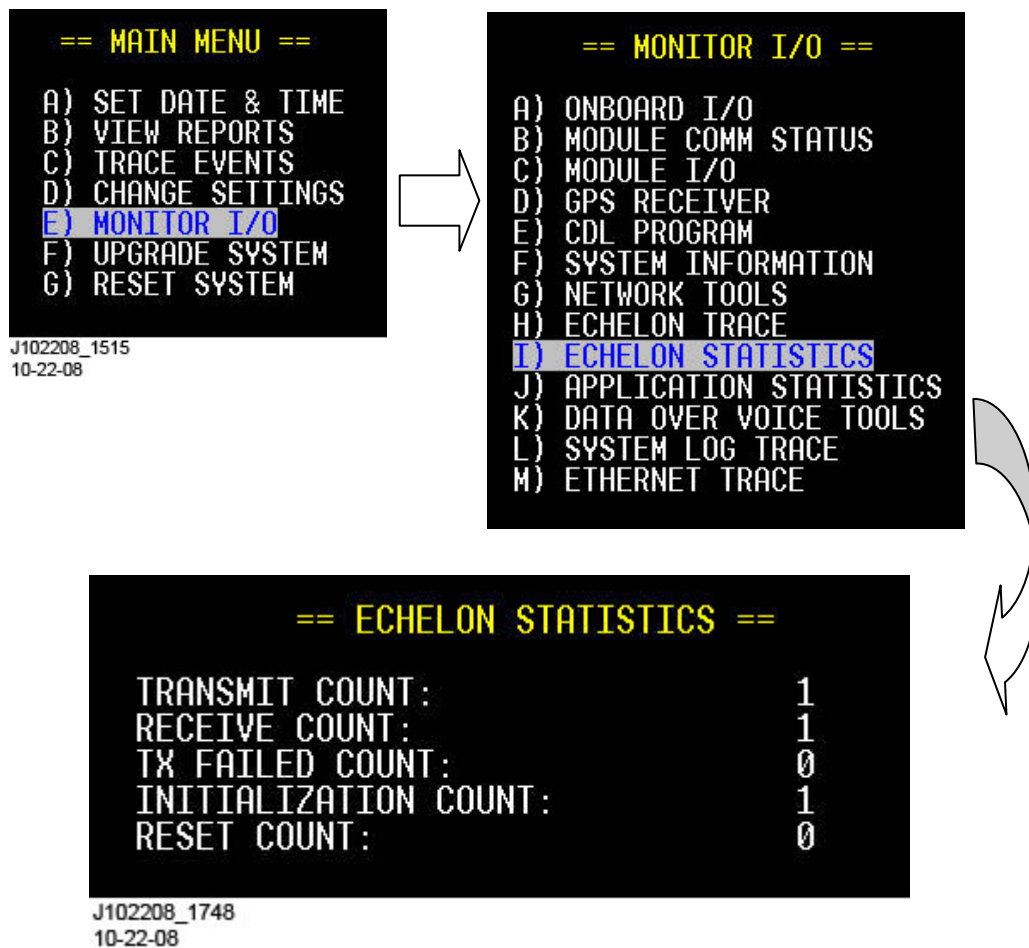 == MAIN MENU ==
A) SET DATE & TIME
B) VIEW REPORTS
C) TRACE EVENTS
D) CHANGE SETTINGS
E) MONITOR I/O
F) UPGRADE SYSTEM
G) RESET SYSTEM
J102208_1515
10-22-08
== MONITOR I/O ==
A) ONBOARD I/O
B) MODULE COMM STATUS
C) MODULE I/O
D) GPS RECEIVER
E) CDL PROGRAM
F) SYSTEM INFORMATION
G) NETWORK TOOLS
H) ECHELON TRACE
I) ECHELON STATISTICS
J) APPLICATION STATISTICS
K) DATA OVER VOICE TOOLS
L) SYSTEM LOG TRACE
M) ETHERNET TRACE
== ECHELON STATISTICS ==
TRANSMIT COUNT: 1
RECEIVE COUNT: 1
TX FAILED COUNT: 0
INITIALIZATION COUNT: 1
RESET COUNT: 0
J102208_1748
10-22-08